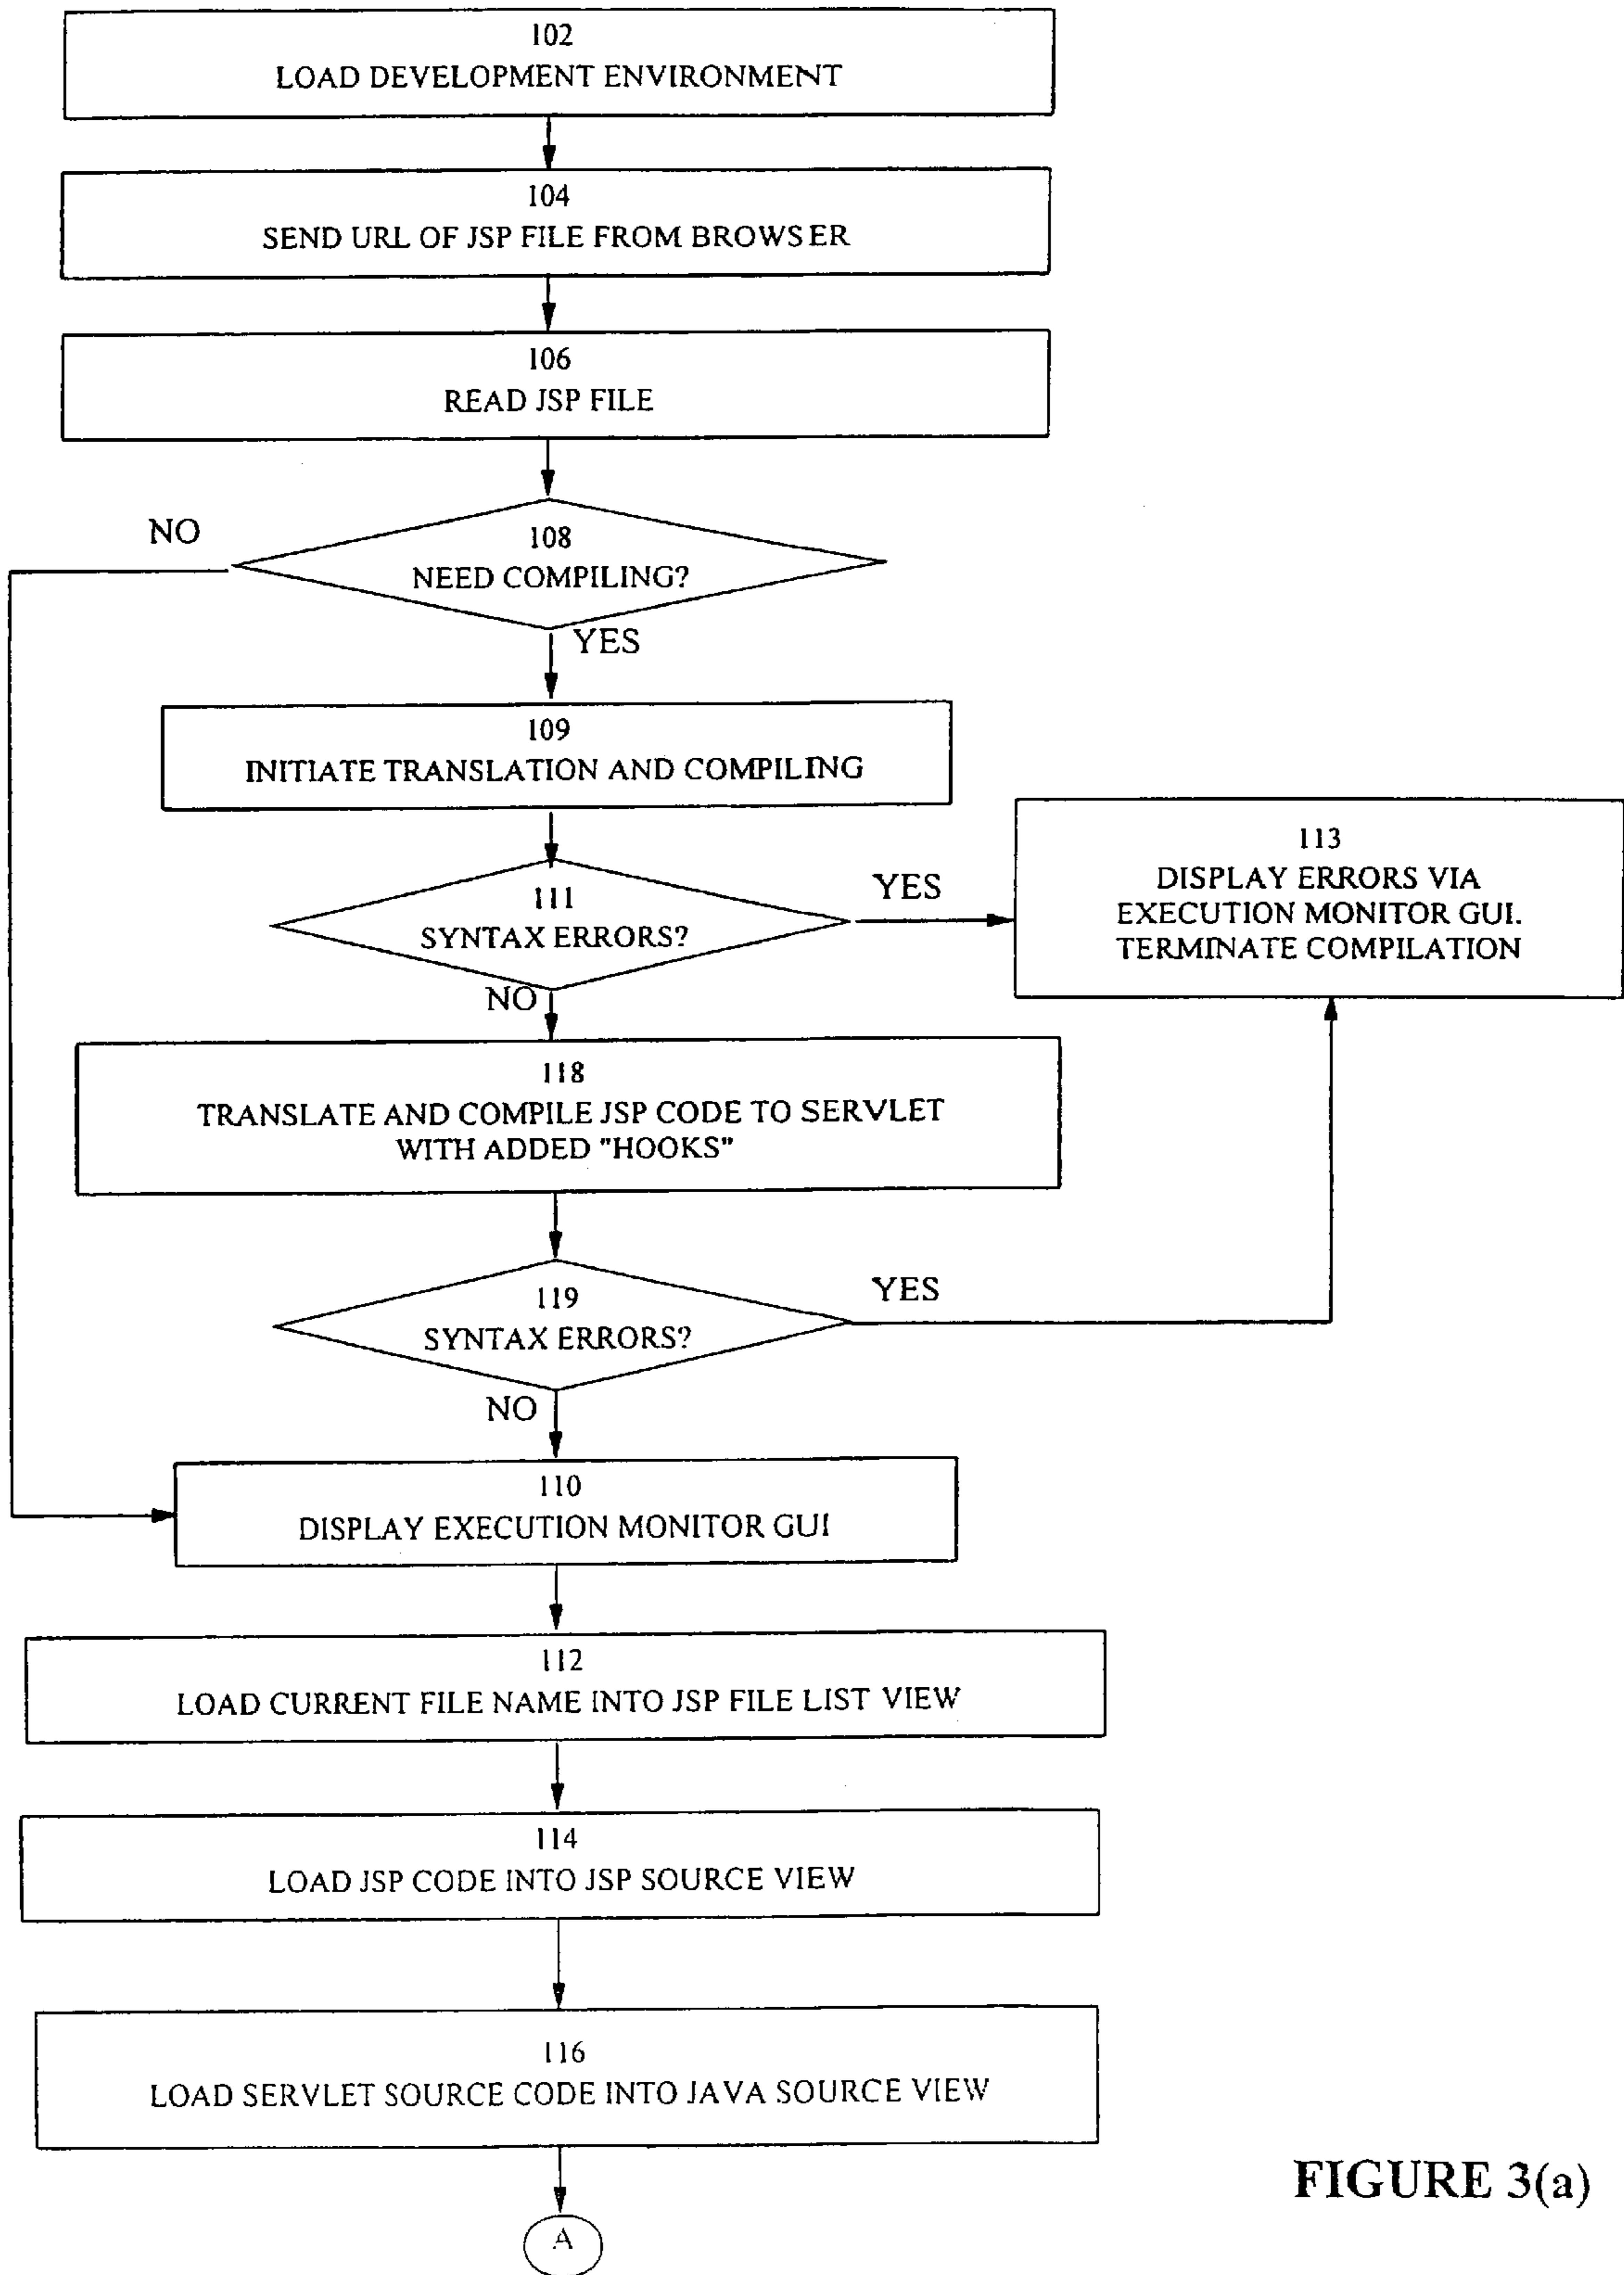 102
LOAD DEVELOPMENT ENVIRONMENT
104
SEND URL OF JSP FILE FROM BROWSER
106
READ JSP FILE
NO
108
NEED COMPILING?
YES
109
INITIATE TRANSLATION AND COMPILING
111
SYNTAX ERRORS?
YES
113
DISPLAY ERRORS VIA
EXECUTION MONITOR GUI.
TERMINATE COMPILATION
NO
118
TRANSLATE AND COMPILE JSP CODE TO SERVLET
WITH ADDED "HOOKS"
119
SYNTAX ERRORS?
YES
NO
110
DISPLAY EXECUTION MONITOR GUI
112
LOAD CURRENT FILE NAME INTO JSP FILE LIST VIEW
114
LOAD JSP CODE INTO JSP SOURCE VIEW
116
LOAD SERVLET SOURCE CODE INTO JAVA SOURCE VIEW
A
FIGURE 3(a)